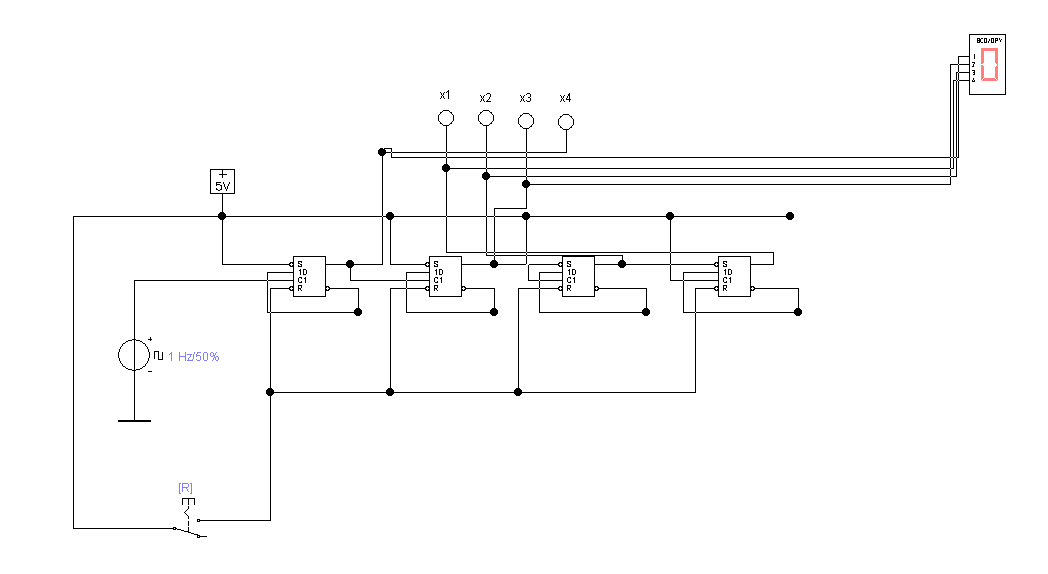 BCD/DPY
1
2
3
4
x1
x2
x3
x4
+
5V
S
1D
C1
R
S
1D
C1
R
S
1D
C1
R
S
1D
C1
R
+
1 Hz/50%
-
[R]